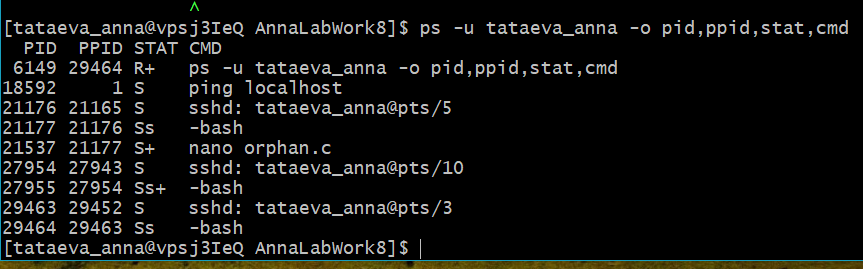 ^
[tataeva_anna@vpsj3IeQ AnnaLabWork8]$ ps -u tataeva_anna -o pid,ppid,stat,cmd
  PID  PPID STAT CMD
 6149 29464 R+   ps -u tataeva_anna -o pid,ppid,stat,cmd
18592     1 S    ping localhost
21176 21165 S    sshd: tataeva_anna@pts/5
21177 21176 Ss   -bash
21537 21177 S+   nano orphan.c
27954 27943 S    sshd: tataeva_anna@pts/10
27955 27954 Ss+  -bash
29463 29452 S    sshd: tataeva_anna@pts/3
29464 29463 Ss   -bash
[tataeva_anna@vpsj3IeQ AnnaLabWork8]$